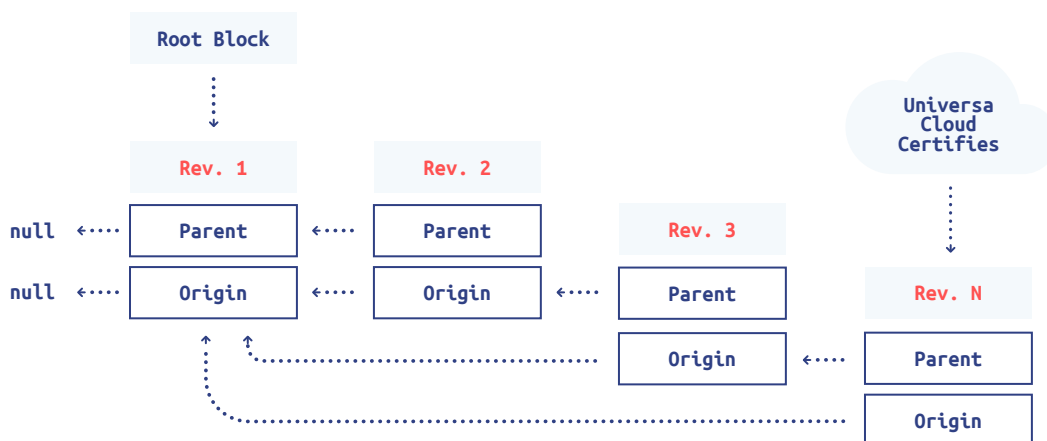 Root Block
Universa
Cloud
Certifies
Rev. 1
Rev. 2
null
Parent
Parent
Rev. 3
null
Origin
Origin
Parent
Rev. N
Origin
Parent
Origin